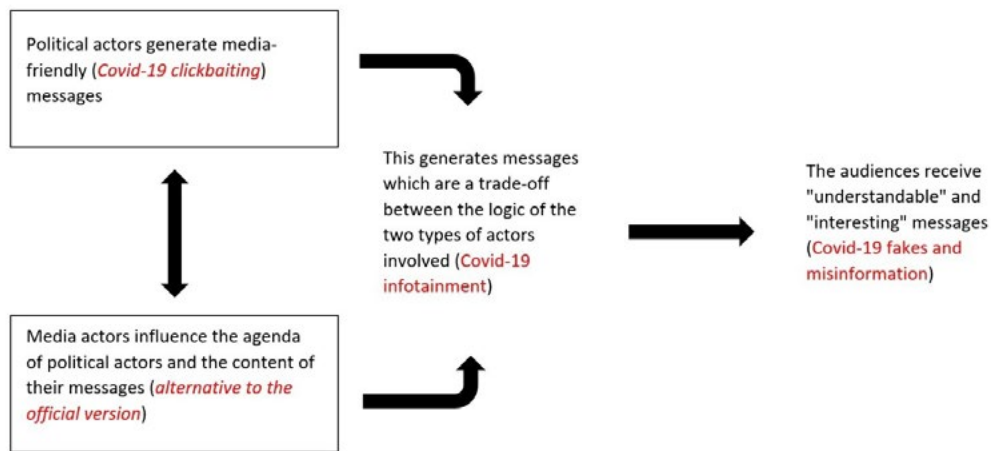 Political actors generate media-
friendly (Covid-19 clickbaiting)
messages
This generates messages
which are a trade-off
between the logic of the
two types of actors
involved (Covid-19
infotainment)
The audiences receive
"understandable" and
"interesting" messages
(Covid-19 fakes and
misinformation)
Media actors influence the agenda
of political actors and the content of
their messages (alternative to the
official version)